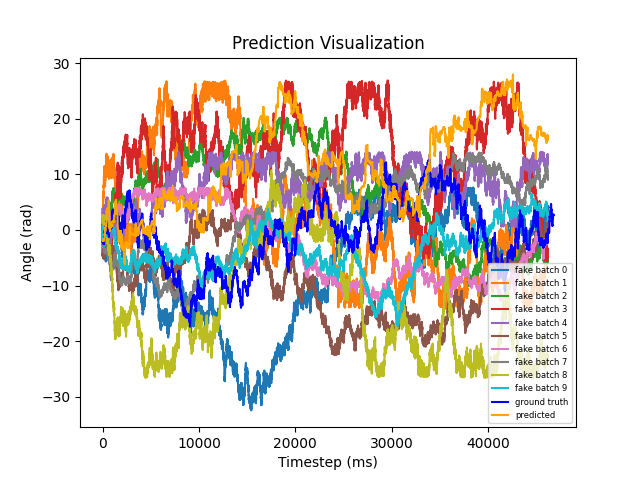 Prediction Visualization
Angle (rad)
30
20
10
0
−10
−20
−30
0
10000
20000
30000
40000
Timestep (ms)
fake batch 0
fake batch 1
fake batch 2
fake batch 3
fake batch 4
fake batch 5
fake batch 6
fake batch 7
fake batch 8
fake batch 9
ground truth
predicted